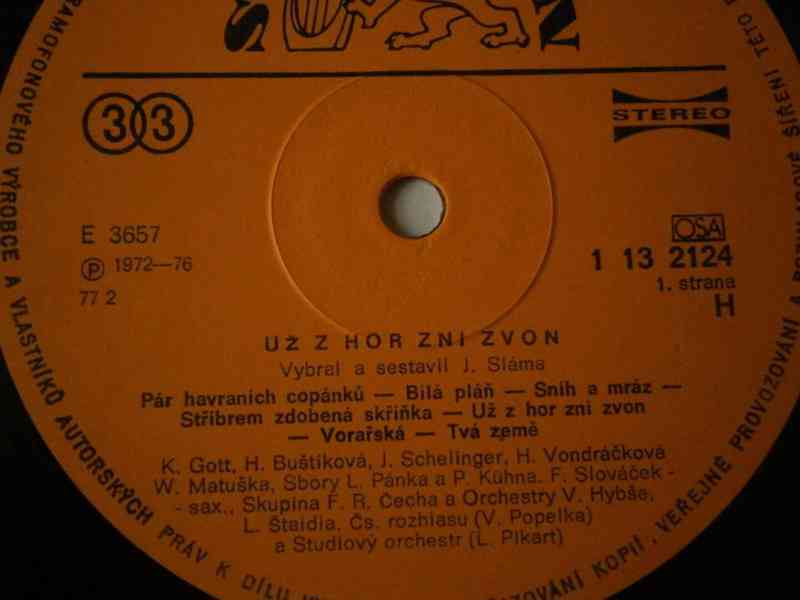 S
N
33
STEREO
E 3657
℗ 1972—76
77 2
OSA
1 13 2124
1. strana
H
UŽ Z HOR ZNÍ ZVON
Vybral a sestavil J. Sláma
Pár havraních copánků — Bílá pláň — Sníh a mráz —
Stříbrem zdobená skříňka — Už z hor zní zvon
— Vorařská — Tvá země
K. Gott, H. Buštíková, J. Schelinger, H. Vondráčková
W. Matuška, Sbory L. Pánka a P. Kühna. F. Slováček -
- sax., Skupina F. R. Čecha a Orchestry V. Hybše,
L. Štaidla, Čs. rozhlasu (V. Popelka)
a Studiový orchestr (L. Pikart)
GRAMOFONOVÉHO VÝROBCE A VLASTNÍKŮ AUTORSKÝCH PRÁV K DÍLU
KOPIÍ, VEŘEJNÉ PROVOZOVÁNÍ A ROZHLASOVÉ ŠÍŘENÍ TÉTO